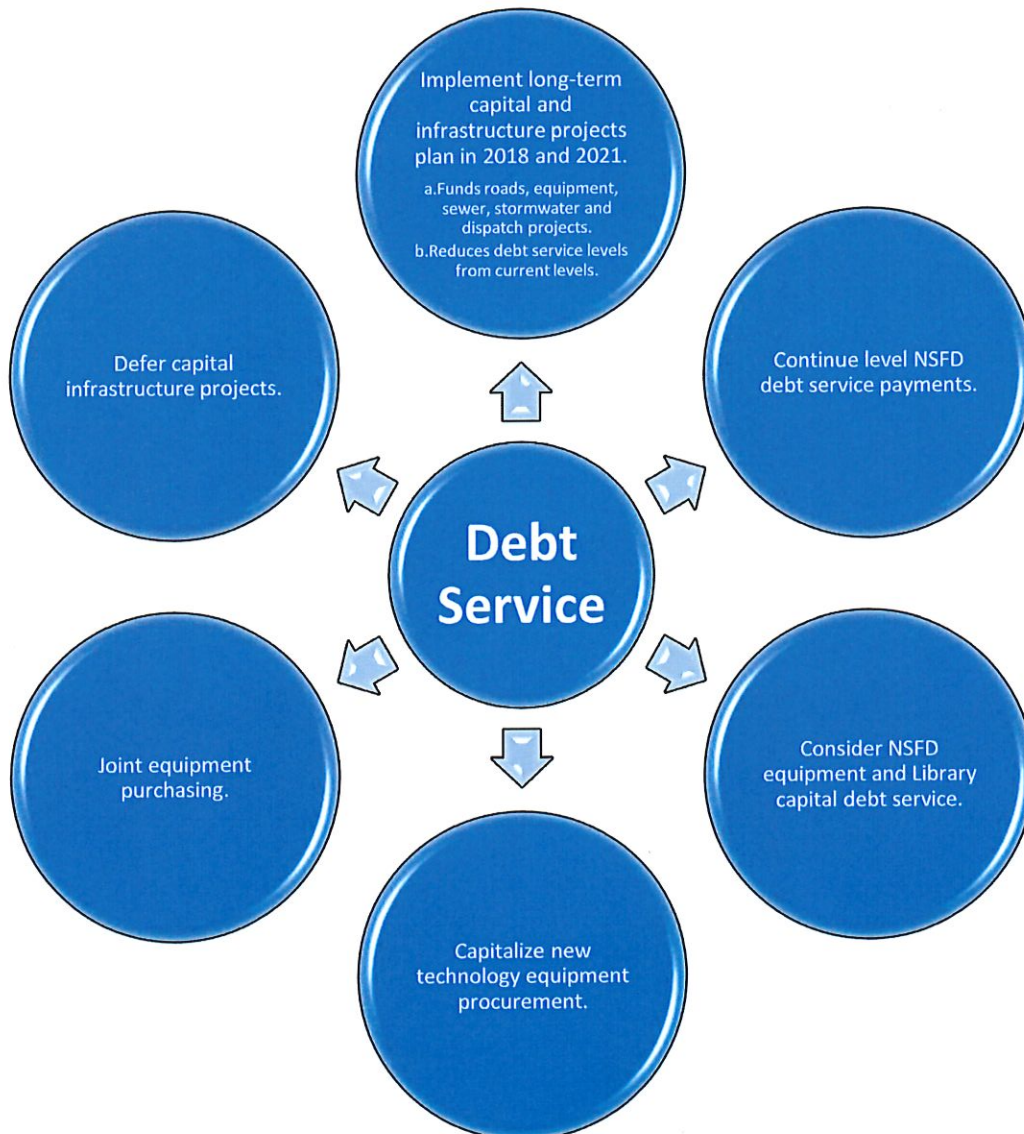 Implement long-term
capital and
infrastructure projects
plan in 2018 and 2021.
a.Funds roads, equipment,
sewer, stormwater and
dispatch projects.
b.Reduces debt service levels
from current levels.
Defer capital
infrastructure projects.
Continue level NSFD
debt service payments.
Debt
Service
Joint equipment
purchasing.
Consider NSFD
equipment and Library
capital debt service.
Capitalize new
technology equipment
procurement.